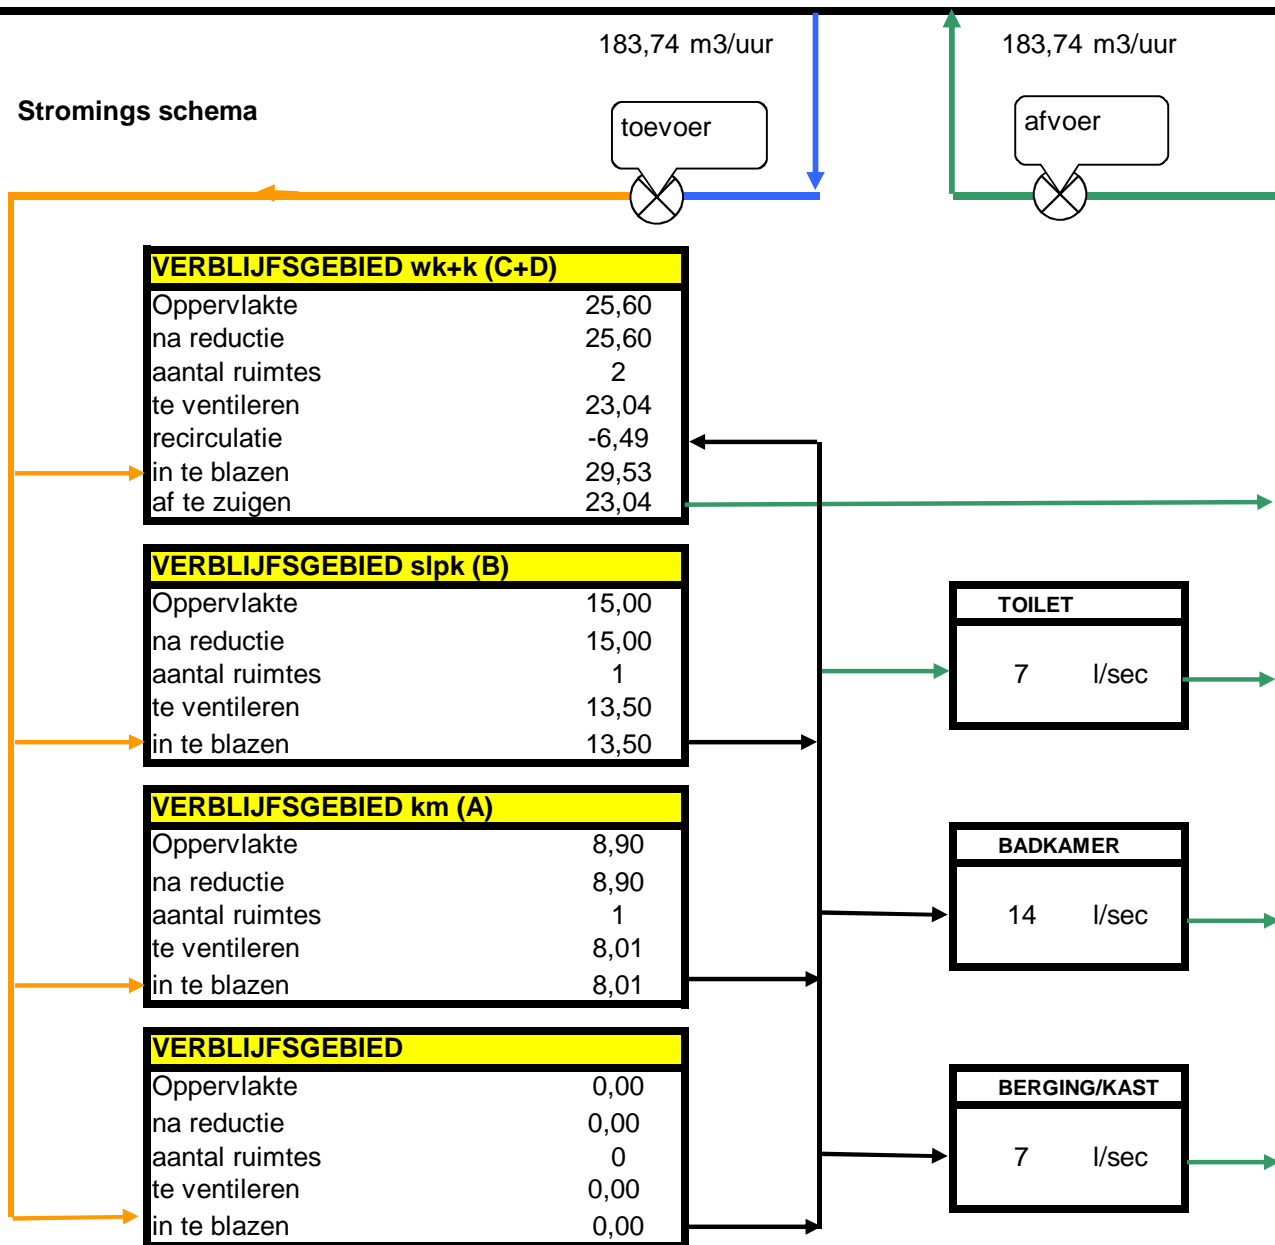 183,74 m3/uur 183,74 m3/uur
Stromings schema
toevoer afvoer
VERBLIJFSGEBIED wk+k (C+D)
Oppervlakte 25,60
na reductie 25,60
aantal ruimtes 2
te ventileren 23,04
recirculatie -6,49
in te blazen 29,53
af te zuigen 23,04
VERBLIJFSGEBIED slpk (B)
Oppervlakte 15,00
na reductie 15,00
aantal ruimtes 1
te ventileren 13,50
in te blazen 13,50
TOILET
7 l/sec
VERBLIJFSGEBIED km (A)
Oppervlakte 8,90
na reductie 8,90
aantal ruimtes 1
te ventileren 8,01
in te blazen 8,01
BADKAMER
14 l/sec
VERBLIJFSGEBIED
Oppervlakte 0,00
na reductie 0,00
aantal ruimtes 0
te ventileren 0,00
in te blazen 0,00
BERGING/KAST
7 l/sec